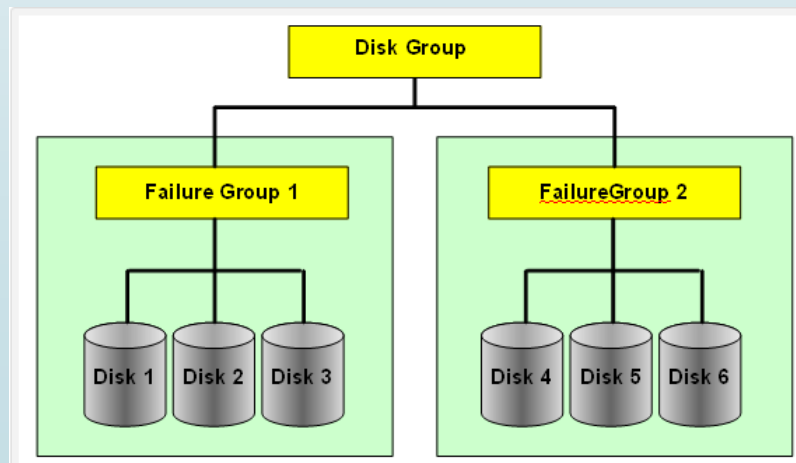 Disk Group
Failure Group 1
FailureGroup 2
Disk 1
Disk 2
Disk 3
Disk 4
Disk 5
Disk 6